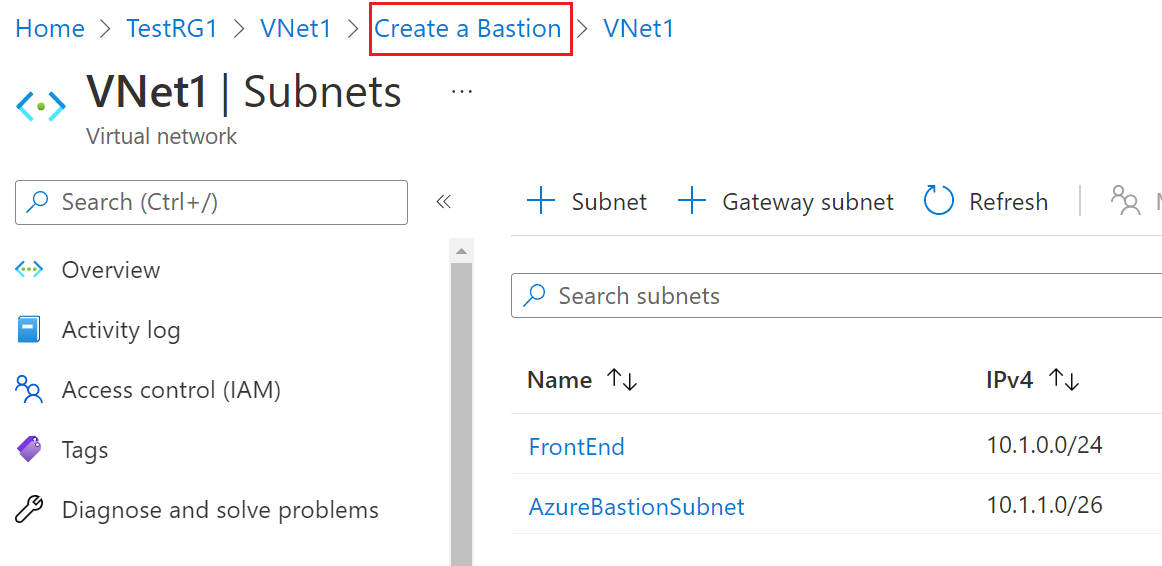 Home > TestRG1 > VNet1 > Create a Bastion > VNet1
VNet1 | Subnets ...
Virtual network
Search (Ctrl+/) «
Overview
Activity log
Access control (IAM)
Tags
Diagnose and solve problems
+ Subnet + Gateway subnet Refresh
Search subnets
Name ↑↓ IPv4 ↑↓
FrontEnd 10.1.0.0/24
AzureBastionSubnet 10.1.1.0/26